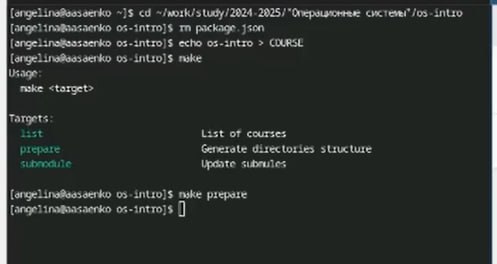 [angelina@aasaenko ~]$ cd ~/work/study/2024-2025/"Операционные системы"/os-intro
[angelina@aasaenko os-intro]$ rm package.json
[angelina@aasaenko os-intro]$ echo os-intro > COURSE
[angelina@aasaenko os-intro]$ make
Usage:
make <target>
Targets:
list List of courses
prepare Generate directories structure
submodule Update submules
[angelina@aasaenko os-intro]$ make prepare
[angelina@aasaenko os-intro]$